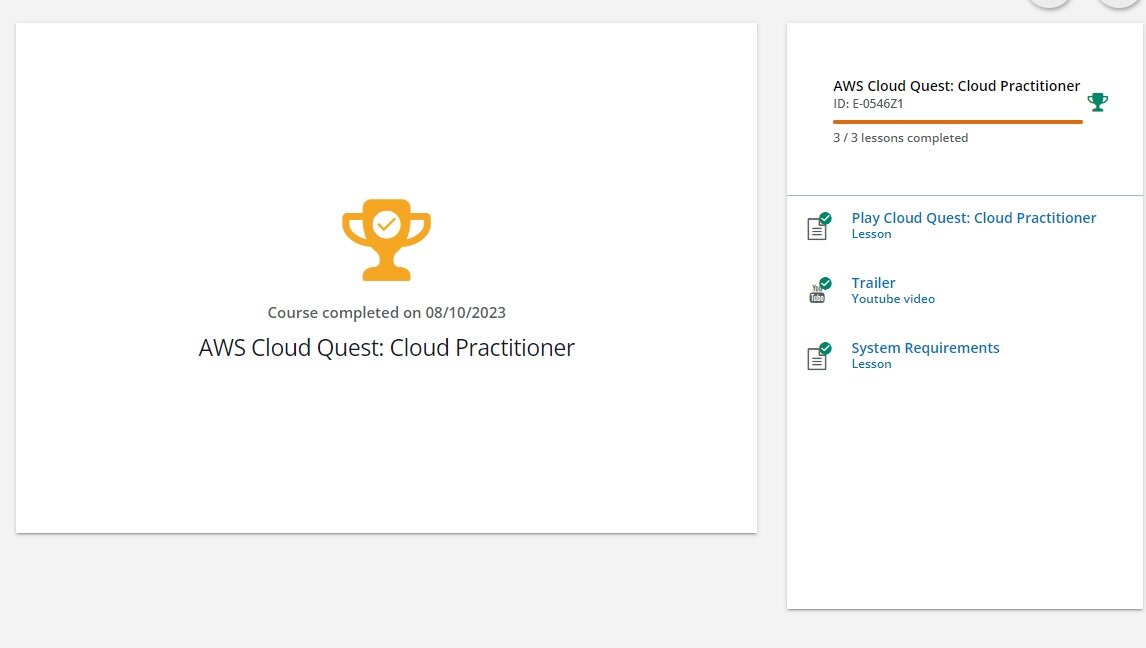 Course completed on 08/10/2023
AWS Cloud Quest: Cloud Practitioner
AWS Cloud Quest: Cloud Practitioner
ID: E-0546Z1
3 / 3 lessons completed
Play Cloud Quest: Cloud Practitioner
Lesson
You
Tube
Trailer
Youtube video
System Requirements
Lesson